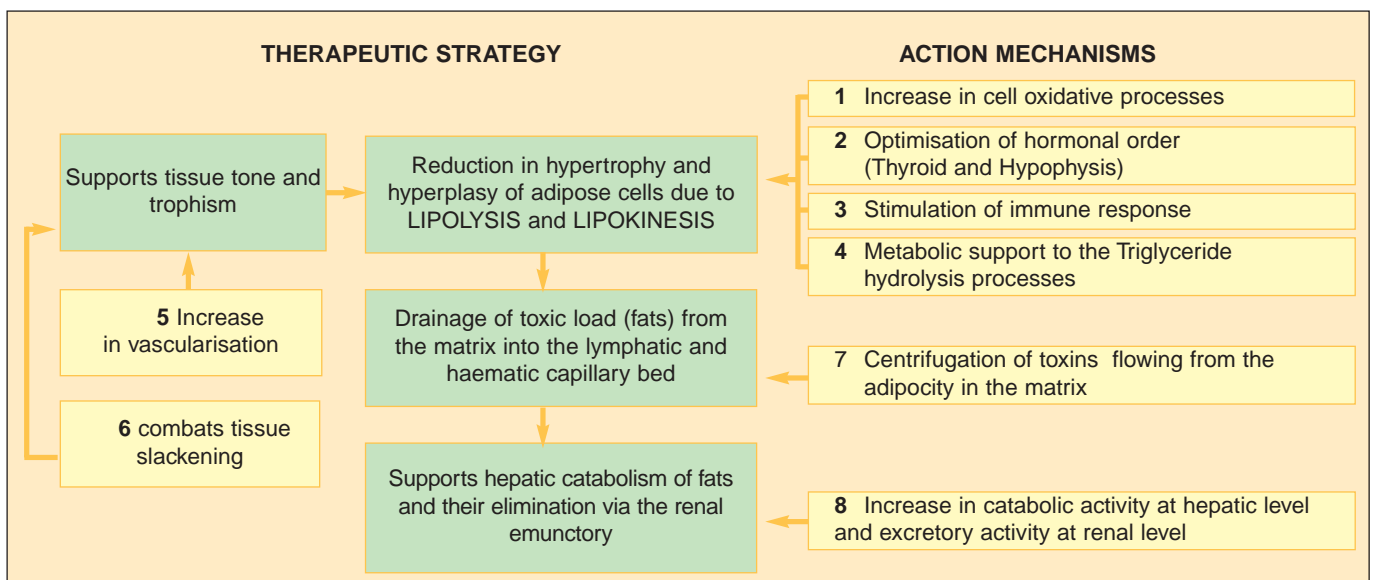 THERAPEUTIC STRATEGY
ACTION MECHANISMS
Supports tissue tone and
trophism
5 Increase
in vascularisation
6 combats tissue
slackening
Reduction in hypertrophy and
hyperplasy of adipose cells due to
LIPOLYSIS and LIPOKINESIS
Drainage of toxic load (fats) from
the matrix into the lymphatic and
haematic capillary bed
Supports hepatic catabolism of fats
and their elimination via the renal
emunctory
1 Increase in cell oxidative processes
2 Optimisation of hormonal order
(Thyroid and Hypophysis)
3 Stimulation of immune response
4 Metabolic support to the Triglyceride
hydrolysis processes
7 Centrifugation of toxins flowing from the
adipocity in the matrix
8 Increase in catabolic activity at hepatic level
and excretory activity at renal level